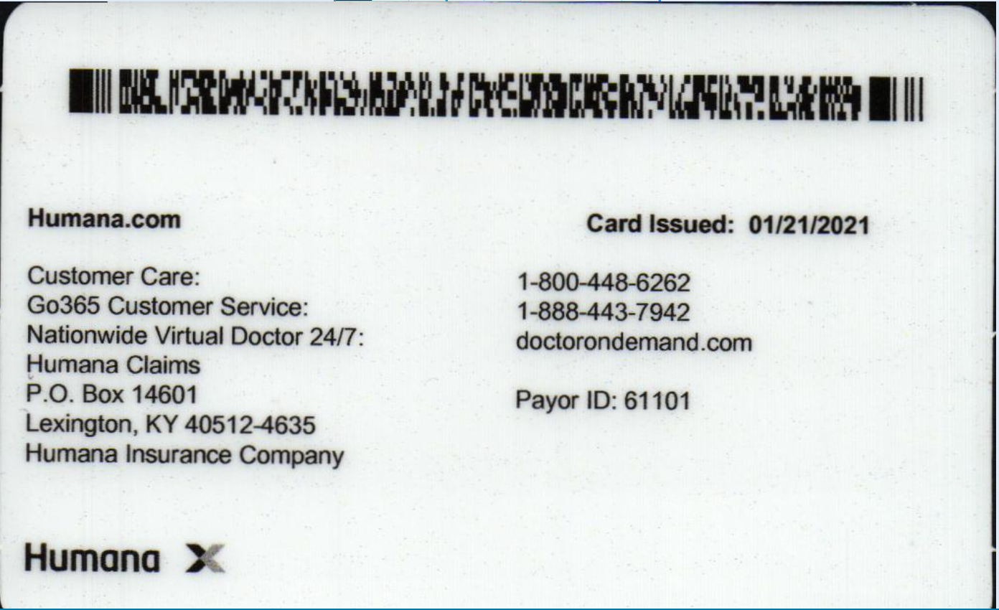 Humana.com
Card Issued: 01/21/2021
Customer Care: 1-800-448-6262
Go365 Customer Service: 1-888-443-7942
Nationwide Virtual Doctor 24/7: doctorondemand.com
Humana Claims
P.O. Box 14601 Payor ID: 61101
Lexington, KY 40512-4635
Humana Insurance Company
Humana